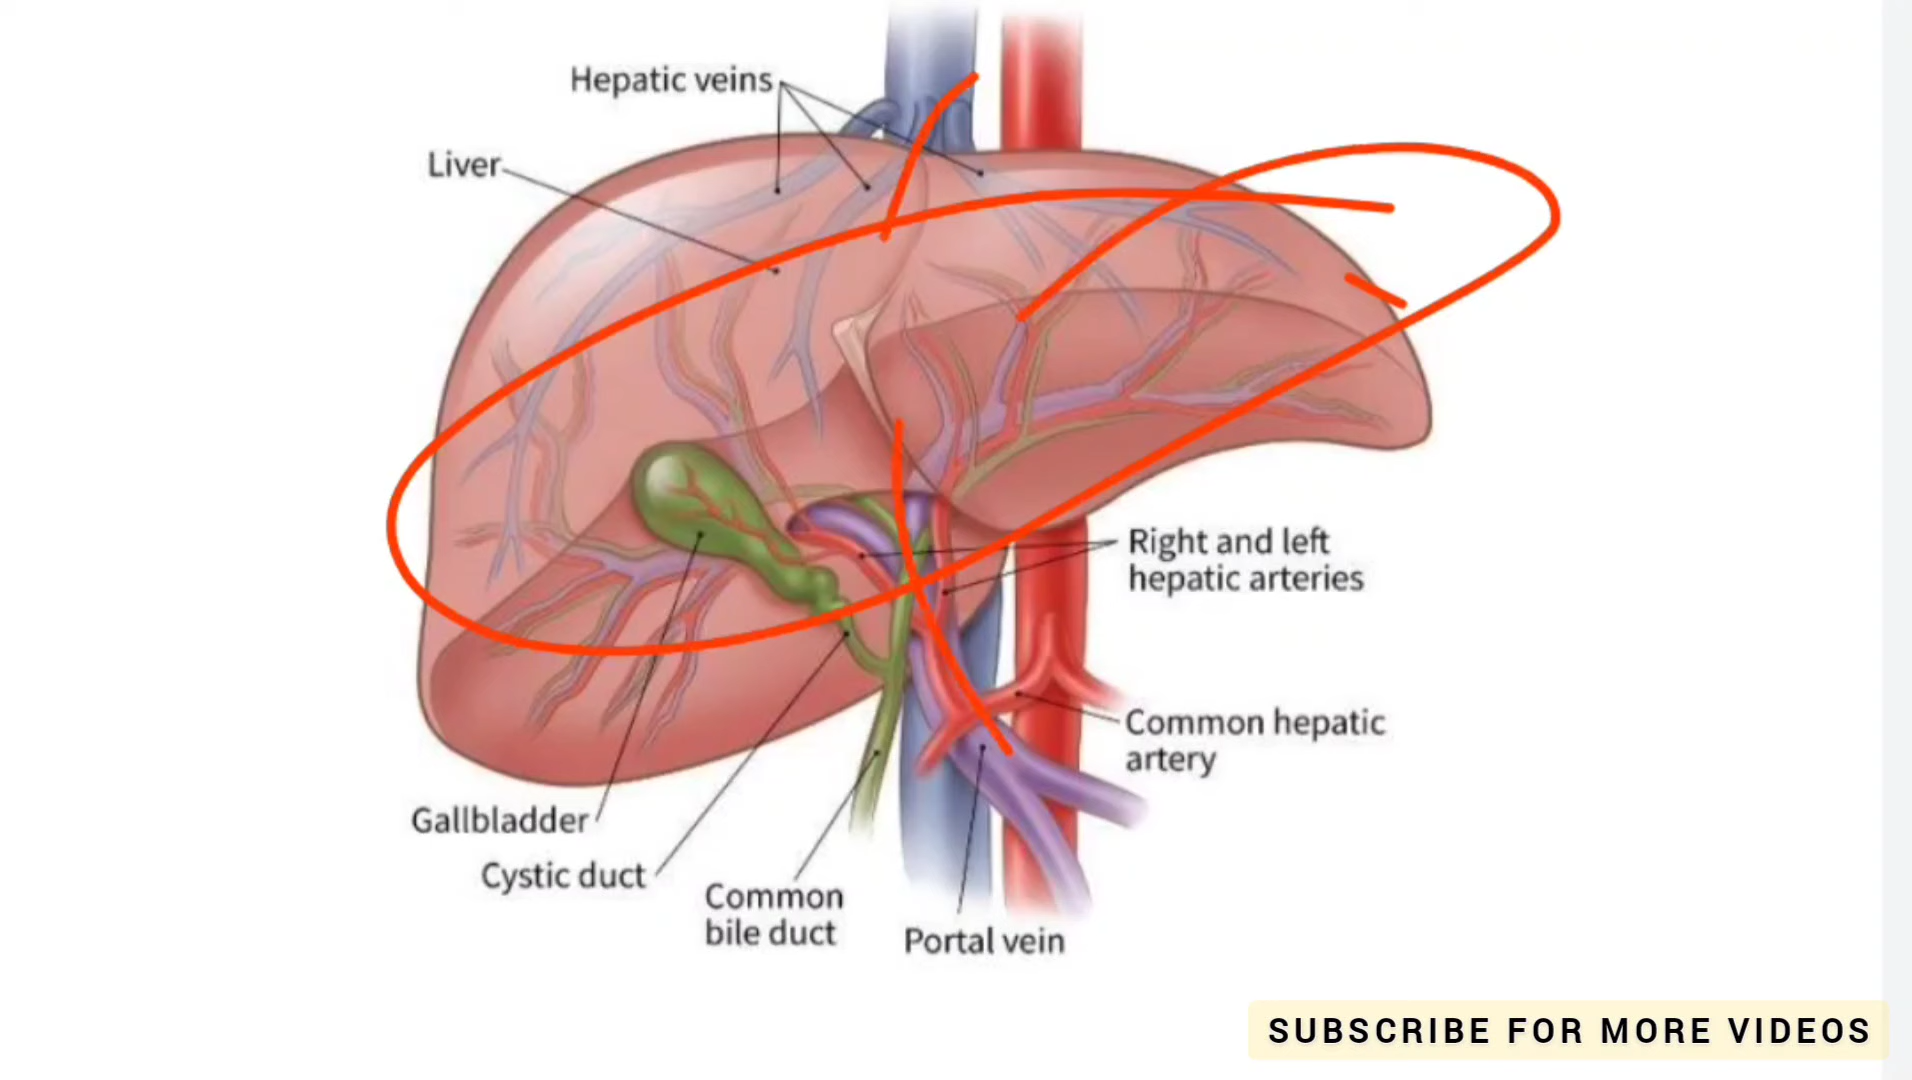 Hepatic veins
Liver
Right and left
hepatic arteries
Common hepatic
artery
Gallbladder
Cystic duct
Common
bile duct
Portal vein
SUBSCRIBE FOR MORE VIDEOS